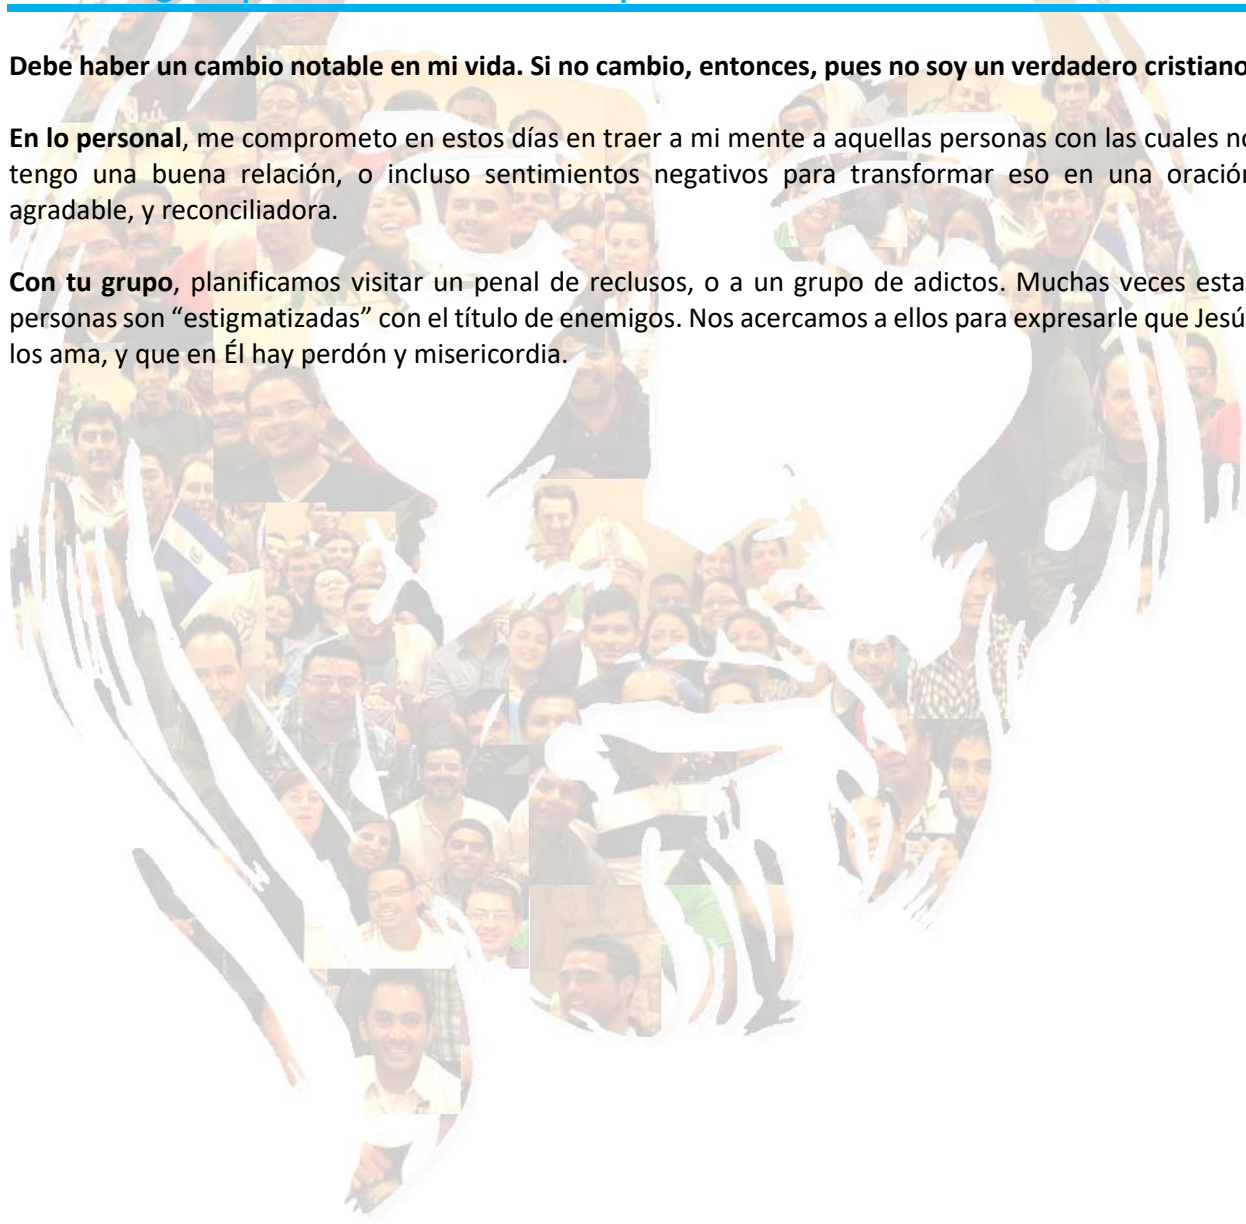 Debe haber un cambio notable en mi vida. Si no cambio, entonces, pues no soy un verdadero cristiano
En lo personal, me comprometo en estos días en traer a mi mente a aquellas personas con las cuales no
tengo una buena relación, o incluso sentimientos negativos para transformar eso en una oración
agradable, y reconciliadora.
Con tu grupo, planificamos visitar un penal de reclusos, o a un grupo de adictos. Muchas veces esta
personas son “estigmatizadas” con el título de enemigos. Nos acercamos a ellos para expresarle que Jesú
los ama, y que en Él hay perdón y misericordia.